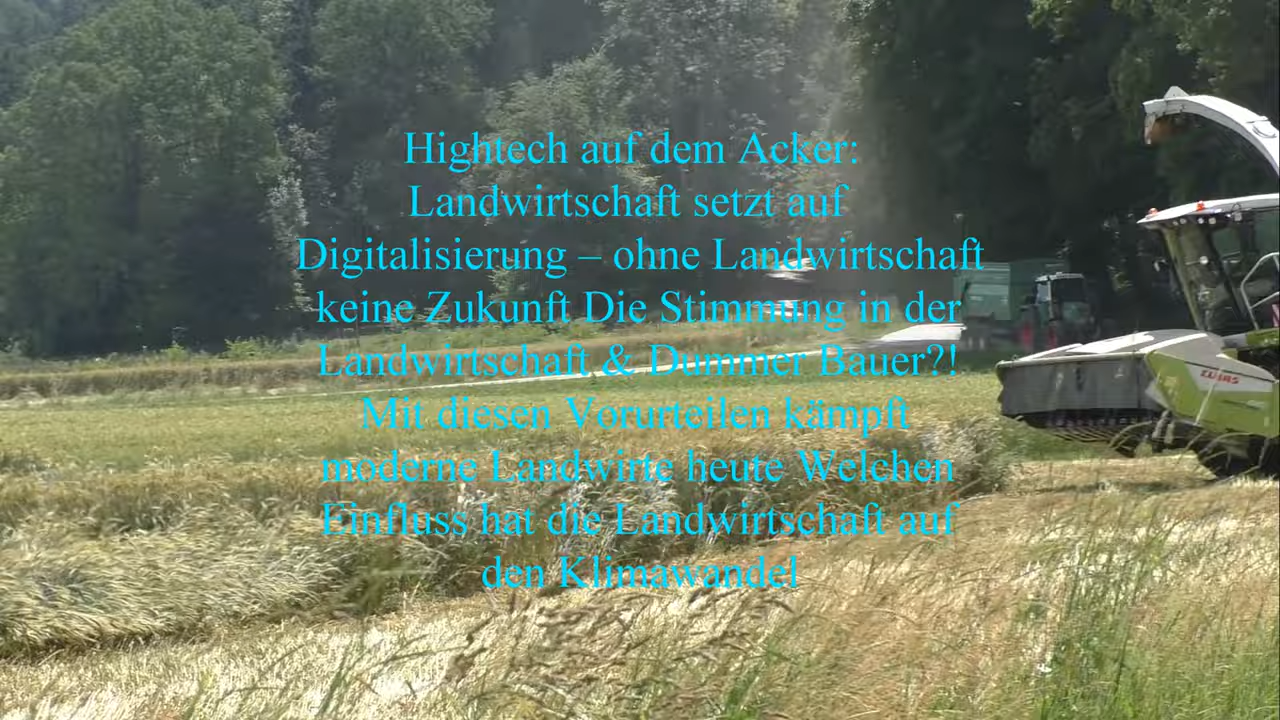 Hightech auf dem Acker:
Landwirtschaft setzt auf
Digitalisierung – ohne Landwirtschaft
keine Zukunft Die Stimmung in der
Landwirtschaft & Dummer Bauer?!
Mit diesen Vorurteilen kämpft
moderne Landwirte heute Welchen
Einfluss hat die Landwirtschaft auf
den Klimawandel
CLAAS